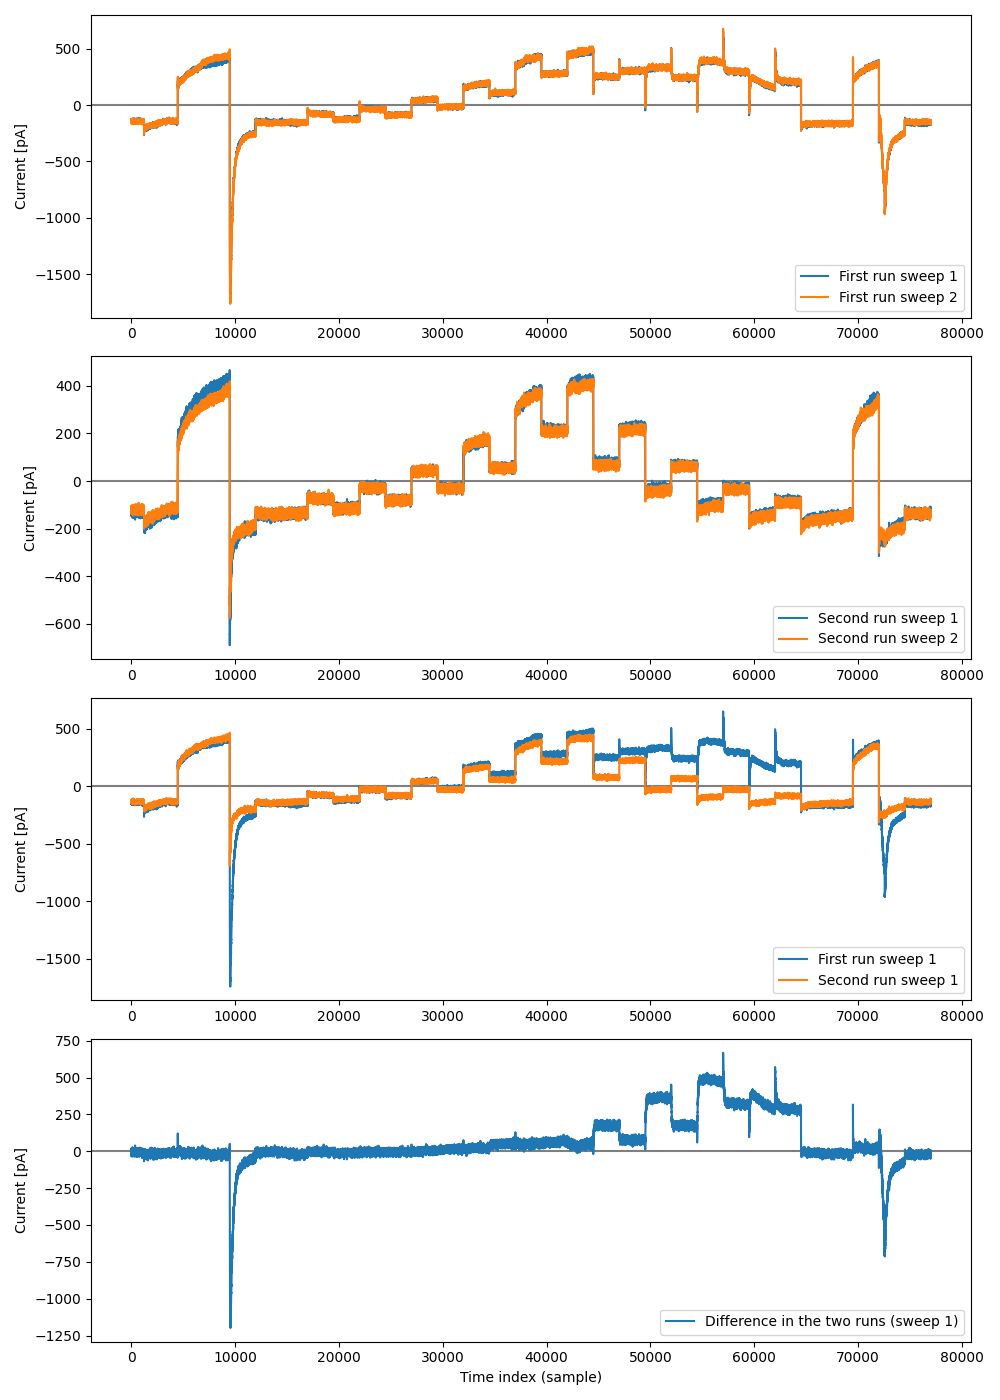 500
0
−500
−1000
−1500
Current [pA]
First run sweep 1
First run sweep 2
0 10000 20000 30000 40000 50000 60000 70000 80000
400
200
0
−200
−400
−600
Current [pA]
Second run sweep 1
Second run sweep 2
0 10000 20000 30000 40000 50000 60000 70000 80000
500
0
−500
−1000
−1500
Current [pA]
First run sweep 1
Second run sweep 1
0 10000 20000 30000 40000 50000 60000 70000 80000
750
500
250
0
−250
−500
−750
−1000
−1250
Current [pA]
Difference in the two runs (sweep 1)
0 10000 20000 30000 40000 50000 60000 70000 80000
Time index (sample)